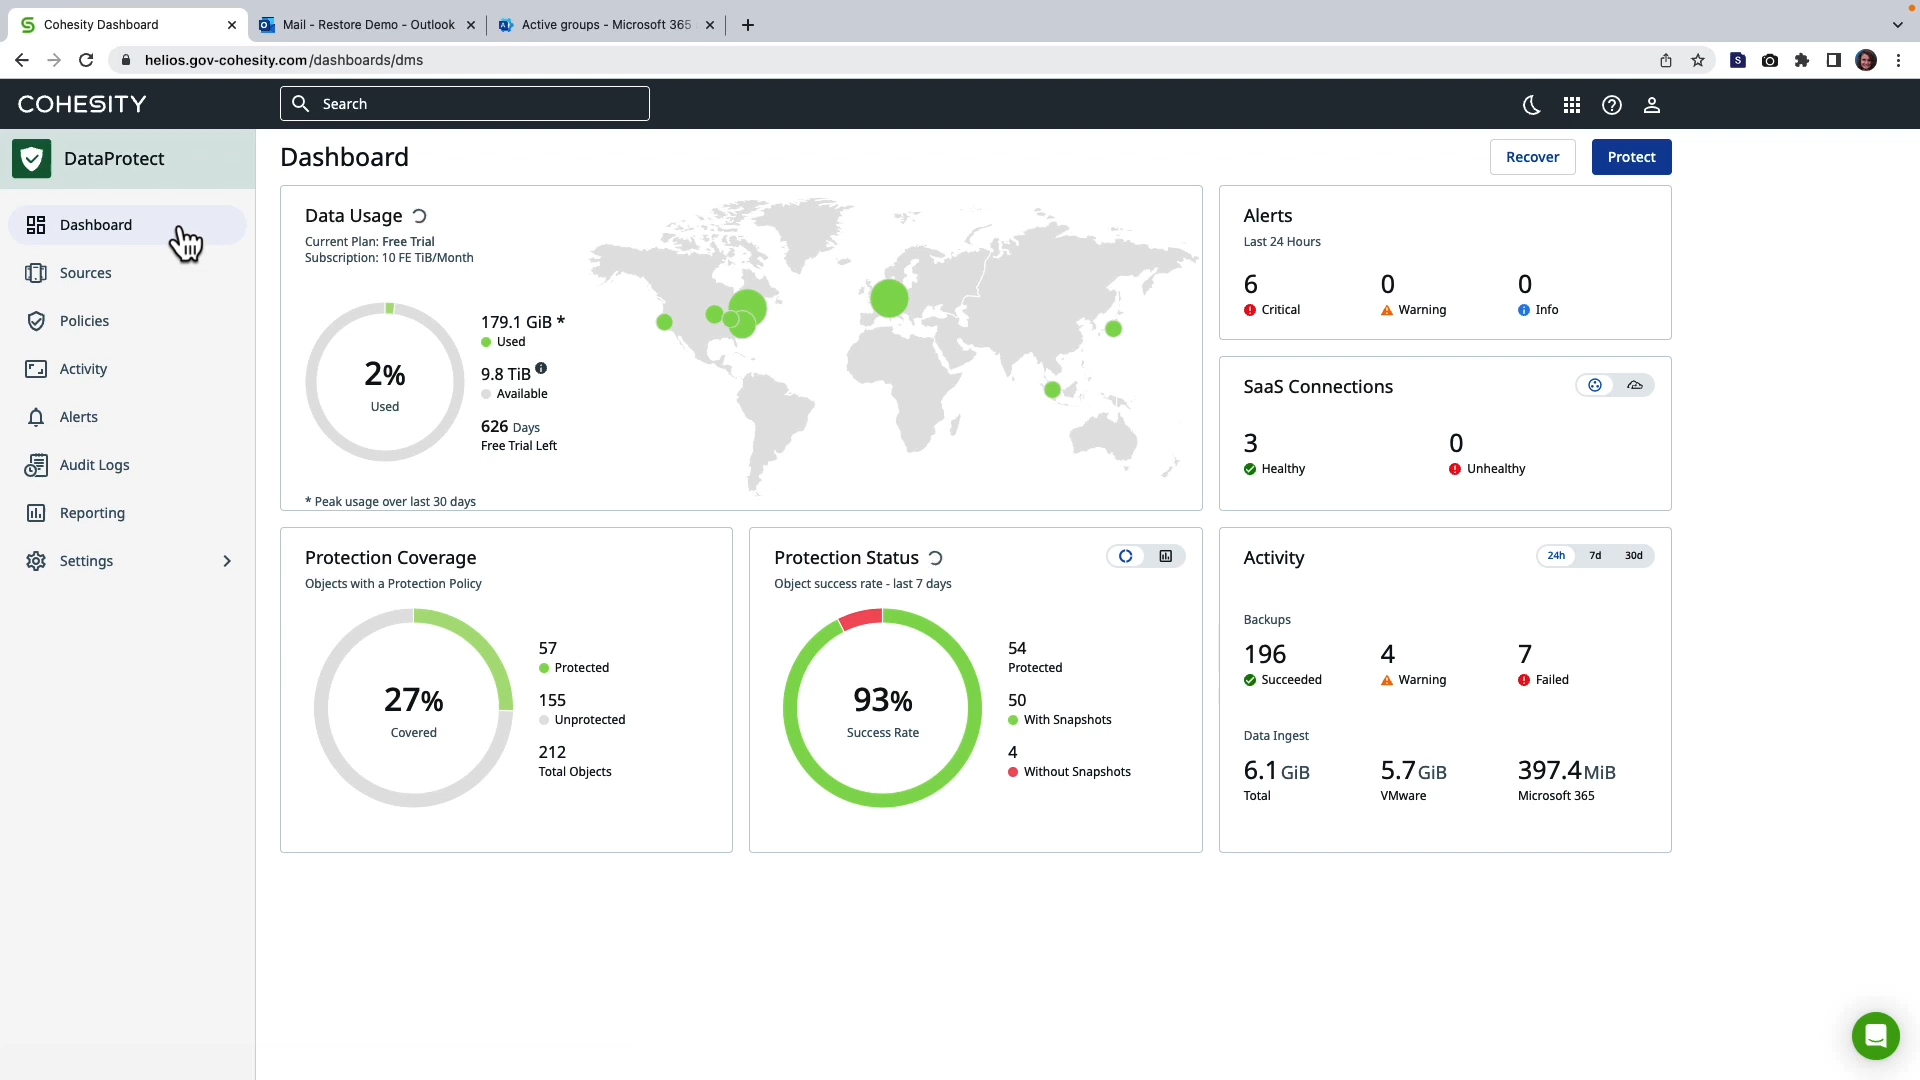 Cohesity Dashboard
Mail - Restore Demo - Outlook
Active groups - Microsoft 365
helios.gov-cohesity.com/dashboards/dms
COHESITY
Search
DataProtect
Dashboard
Sources
Policies
Activity
Alerts
Audit Logs
Reporting
Settings
Dashboard
Recover
Protect
Data Usage
Current Plan: Free Trial
Subscription: 10 FE TiB/Month
2%
Used
179.1 GiB *
Used
9.8 TiB
Available
626 Days
Free Trial Left
* Peak usage over last 30 days
Alerts
Last 24 Hours
6
Critical
0
Warning
0
Info
SaaS Connections
3
Healthy
0
Unhealthy
Protection Coverage
Objects with a Protection Policy
27%
Covered
57
Protected
155
Unprotected
212
Total Objects
Protection Status
Object success rate - last 7 days
93%
Success Rate
54
Protected
50
With Snapshots
4
Without Snapshots
Activity
24h 7d 30d
Backups
196
Succeeded
4
Warning
7
Failed
Data Ingest
6.1 GiB
Total
5.7 GiB
VMware
397.4 MiB
Microsoft 365